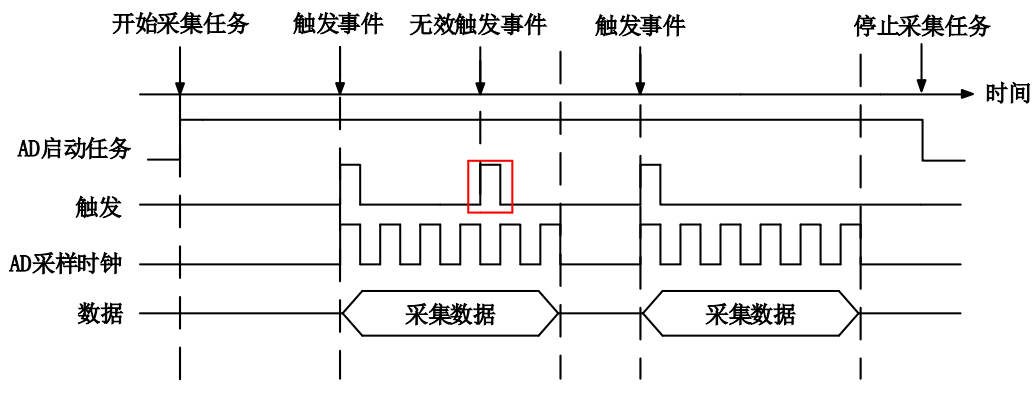 开始采集任务
触发事件
无效触发事件
触发事件
停止采集任务
时间
AD启动任务
触发
AD采样时钟
数据
采集数据
采集数据